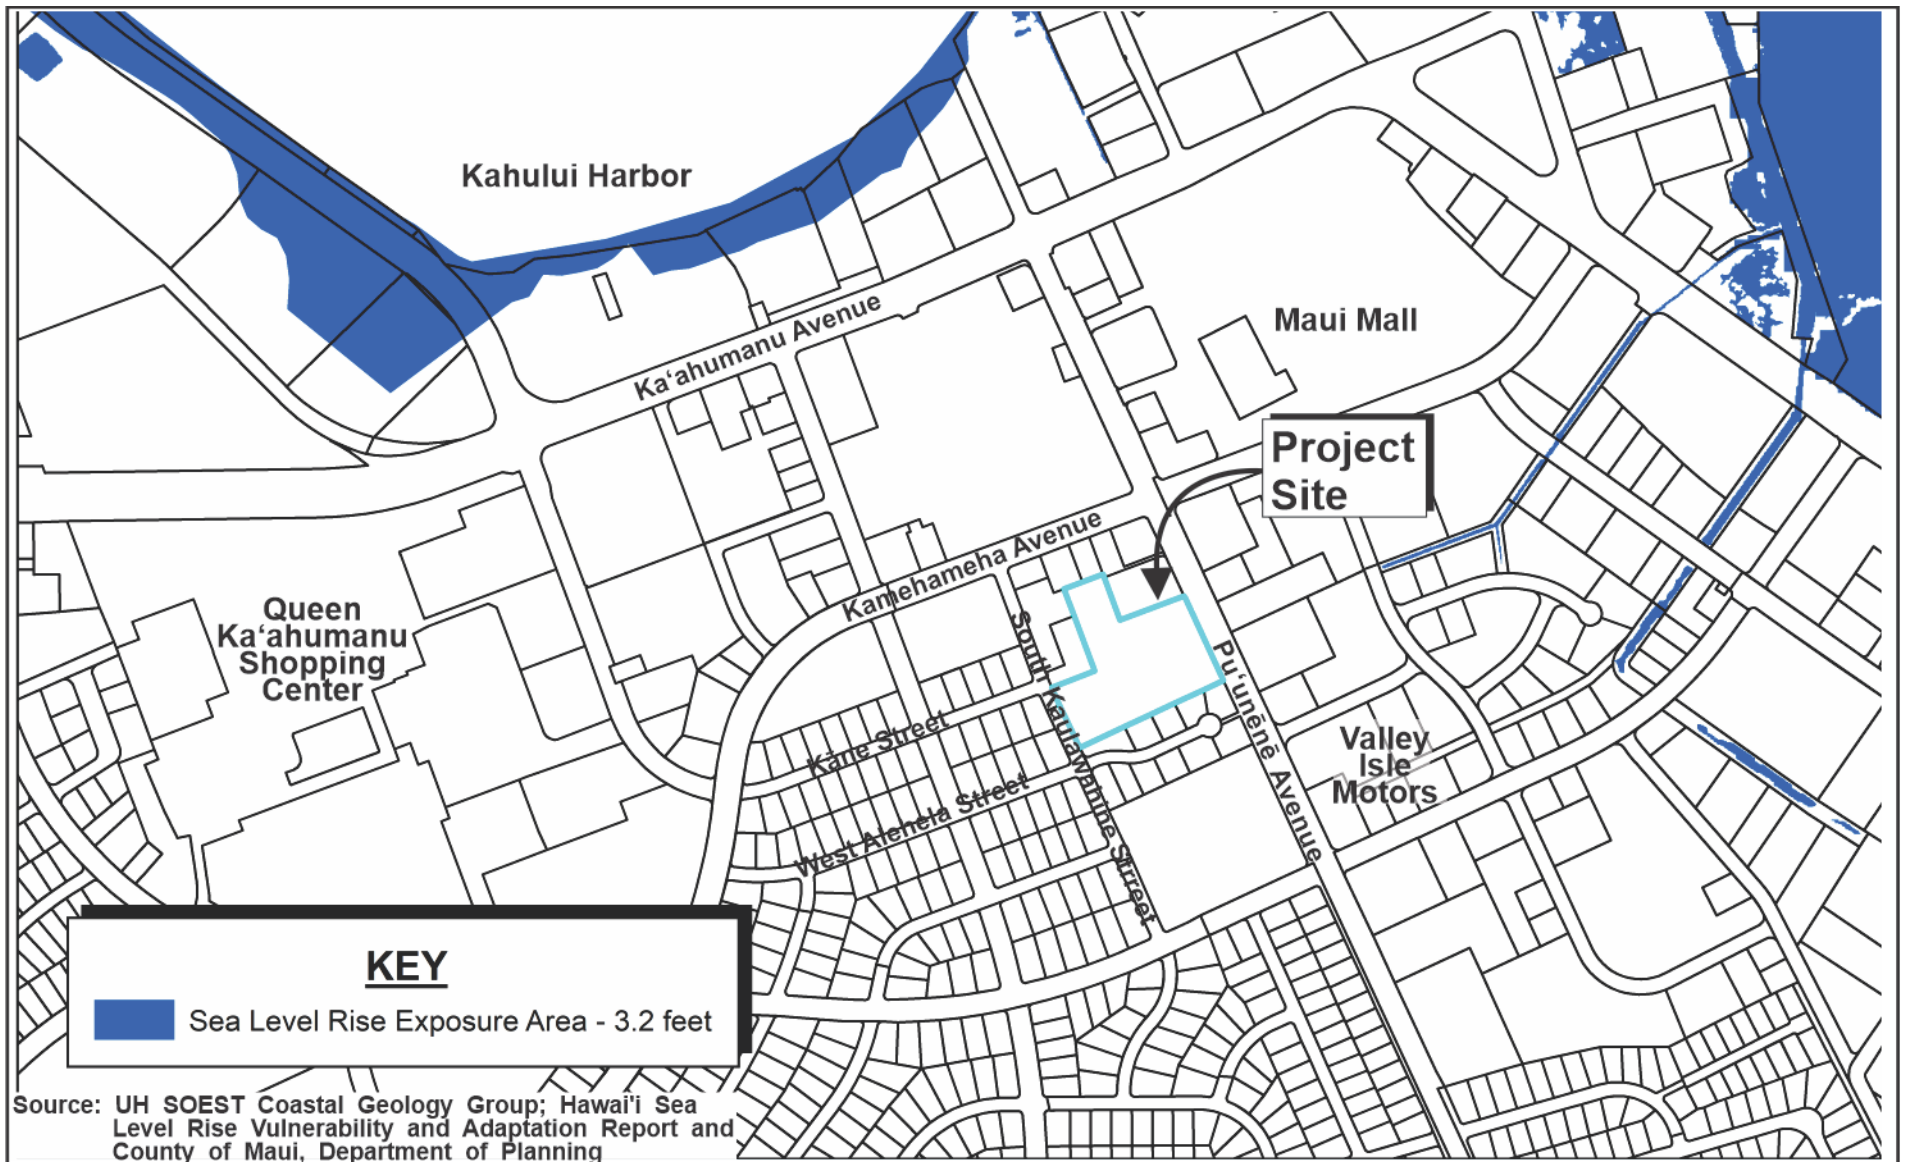 Kahului Harbor
Ka‘ahumanu Avenue
Maui Mall
Project
Site
Kamehameha Avenue
Queen
Ka‘ahumanu
Shopping
Center
South Kaulawahine Strreet
Pu‘unēnē Avenue
Kāne Street
Valley
Isle
Motors
West Alehela Street
KEY
Sea Level Rise Exposure Area - 3.2 feet
Source: UH SOEST Coastal Geology Group; Hawai'i Sea
Level Rise Vulnerability and Adaptation Report and
County of Maui, Department of Planning